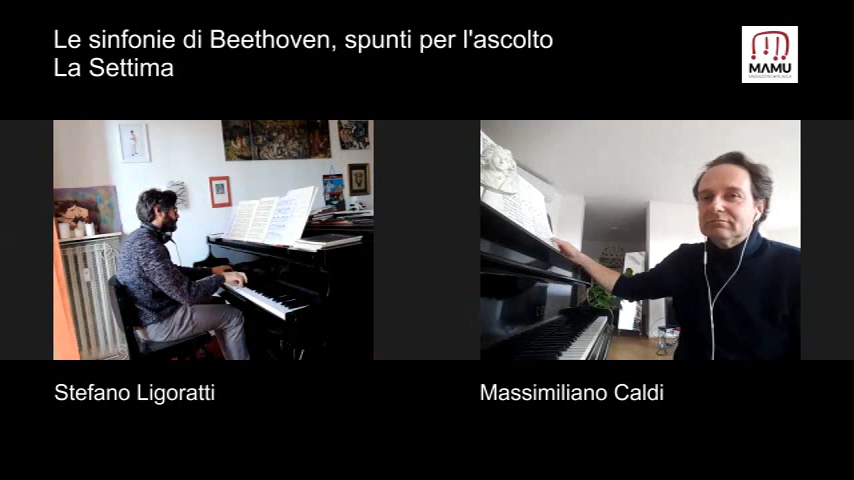 Le sinfonie di Beethoven, spunti per l'ascolto
La Settima
MAMU
Stefano Ligoratti
Massimiliano Caldi